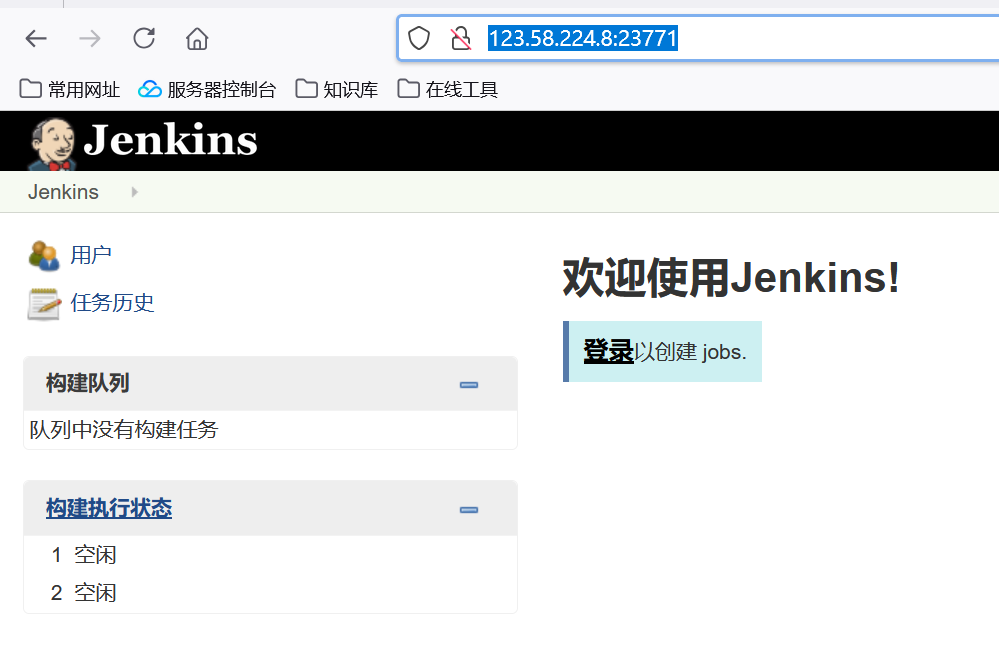 123.58.224.8:23771
常用网址 服务器控制台 知识库 在线工具
Jenkins
Jenkins
用户
任务历史
构建队列
队列中没有构建任务
构建执行状态
1 空闲
2 空闲
欢迎使用Jenkins!
登录以创建 jobs.